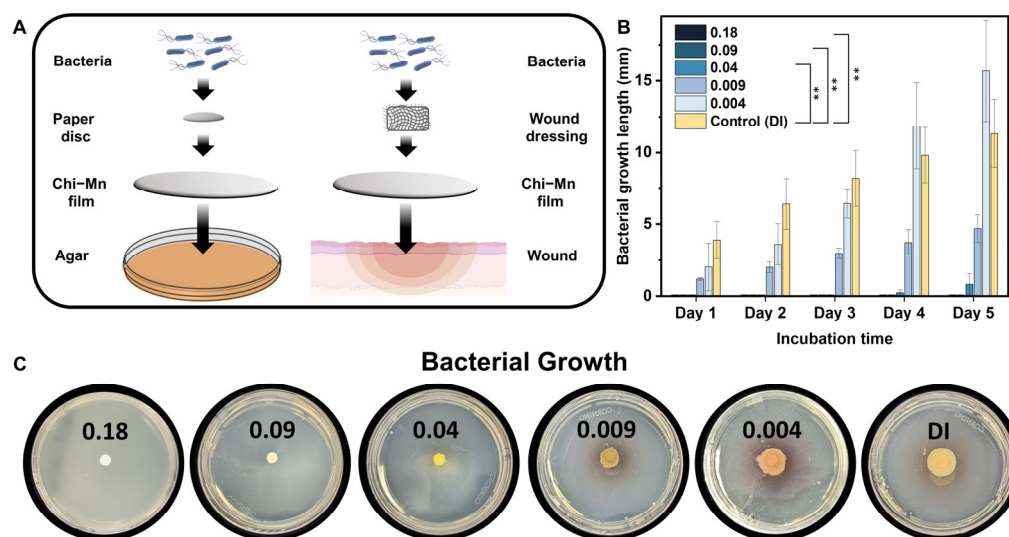 A
Bacteria
Paper
disc
Chi–Mn
film
Agar
Bacteria
Wound
dressing
Chi–Mn
film
Wound
B
Bacterial growth length (mm)
15
10
5
0
0.18
0.09
0.04
0.009
0.004
Control (DI)
**
**
**
Day 1 Day 2 Day 3 Day 4 Day 5
Incubation time
C
Bacterial Growth
0.18 0.09 0.04 0.009 0.004 DI